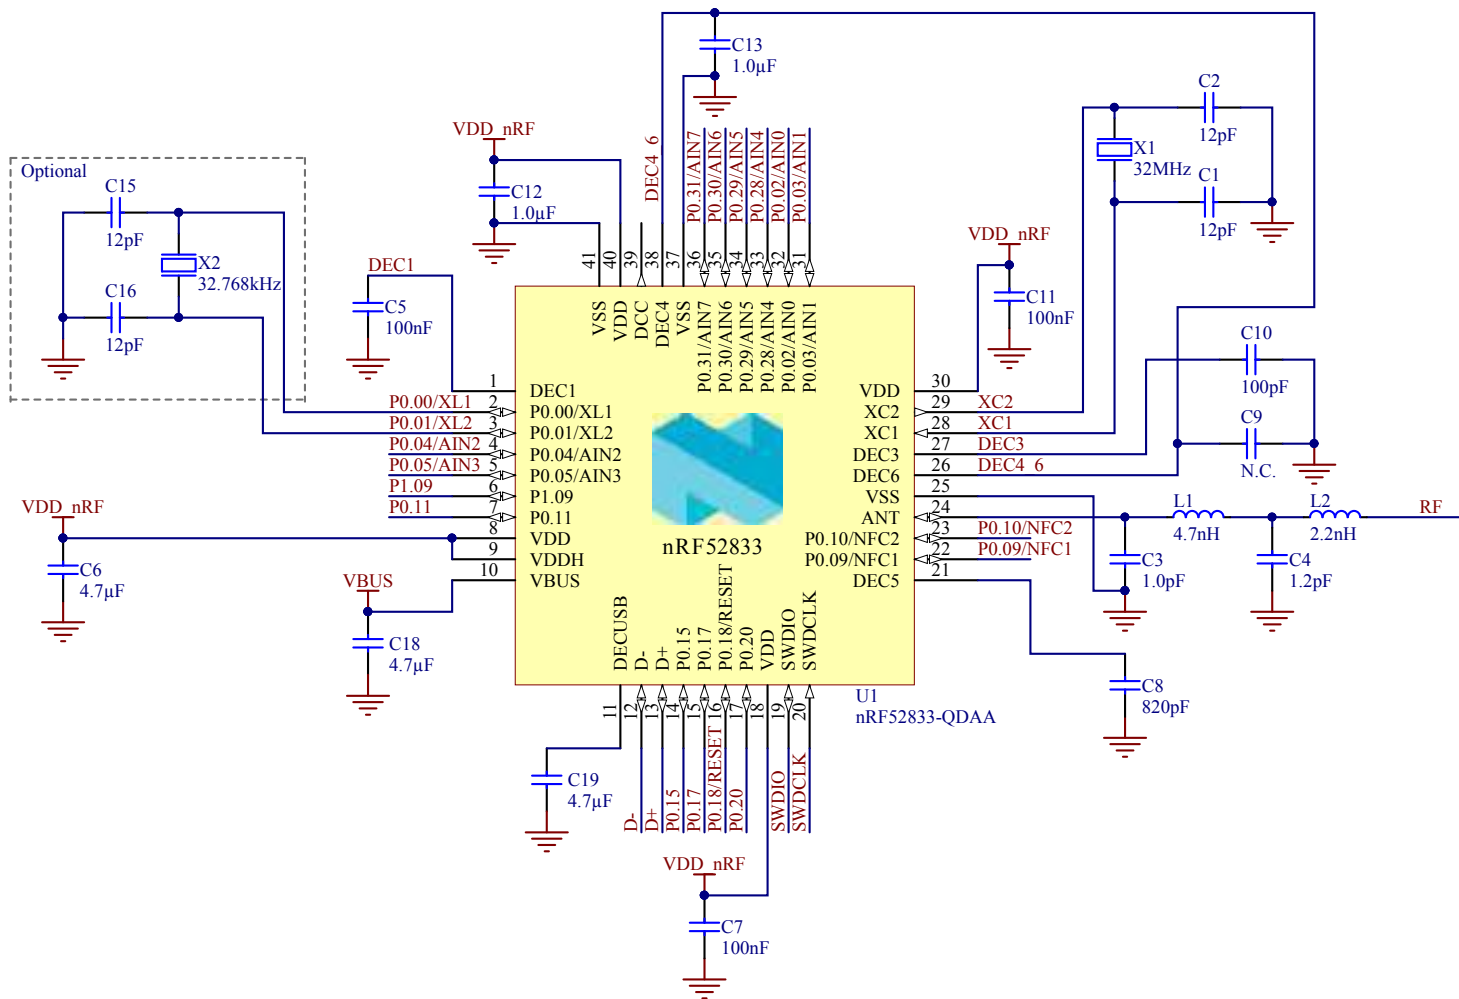 C13
1.0µF
C2
12pF
X1
32MHz
C1
12pF
VDD_nRF
C12
1.0µF
DEC4_6
P0.31/AIN7
P0.30/AIN6
P0.29/AIN5
P0.28/AIN4
P0.02/AIN0
P0.03/AIN1
Optional
C15
12pF
X2
32.768kHz
C16
12pF
DEC1
C5
100nF
VDD_nRF
C11
100nF
C10
100pF
C9
N.C.
41
40
39
38
37
36
35
34
33
32
31
VSS
VDD
DCC
DEC4
VSS
P0.31/AIN7
P0.30/AIN6
P0.29/AIN5
P0.28/AIN4
P0.02/AIN0
P0.03/AIN1
1
DEC1
P0.00/XL1
2
P0.00/XL1
P0.01/XL2
3
P0.01/XL2
P0.04/AIN2
4
P0.04/AIN2
P0.05/AIN3
5
P0.05/AIN3
P1.09
6
P1.09
P0.11
7
P0.11
8
VDD
9
VDDH
10
VBUS
VDD
30
XC2
29
XC2
XC1
28
XC1
DEC3
27
DEC3
DEC6
26
DEC4_6
VSS
25
ANT
24
P0.10/NFC2
23
P0.10/NFC2
P0.09/NFC1
22
P0.09/NFC1
DEC5
21
nRF52833
VDD_nRF
C6
4.7µF
VBUS
C18
4.7µF
L1
4.7nH
L2
2.2nH
RF
C3
1.0pF
C4
1.2pF
C8
820pF
DECUSB
D-
D+
P0.15
P0.17
P0.18/RESET
P0.20
VDD
SWDIO
SWDCLK
U1
nRF52833-QDAA
11
12
13
14
15
16
17
18
19
20
C19
4.7µF
D-
D+
P0.15
P0.17
P0.18/RESET
P0.20
SWDIO
SWDCLK
VDD_nRF
C7
100nF